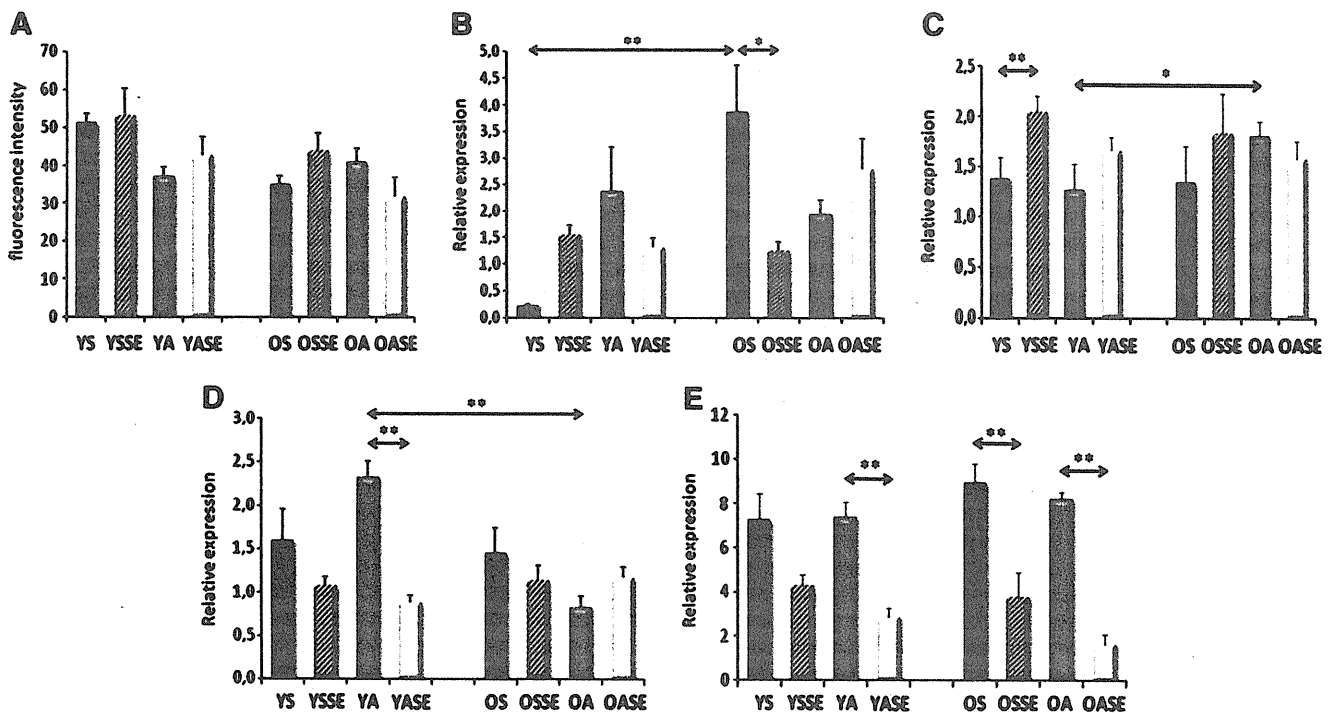 A
fluorescence intensity
70
60
50
40
30
20
10
0
YS YSSE YA YASE OS OSSE OA OASE
B
** *
Relative expression
5,0
4,5
4,0
3,5
3,0
2,5
2,0
1,5
1,0
0,5
0,0
YS YSSE YA YASE OS OSSE OA OASE
C
** *
Relative expression
2,5
2,0
1,5
1,0
0,5
0,0
YS YSSE YA YASE OS OSSE OA OASE
D
**
**
Relative expression
3,0
2,5
2,0
1,5
1,0
0,5
0,0
YS YSSE YA YASE OS OSSE OA OASE
E
** ** **
Relative expression
12
10
8
6
4
2
0
YS YSSE YA YASE OS OSSE OA OASE